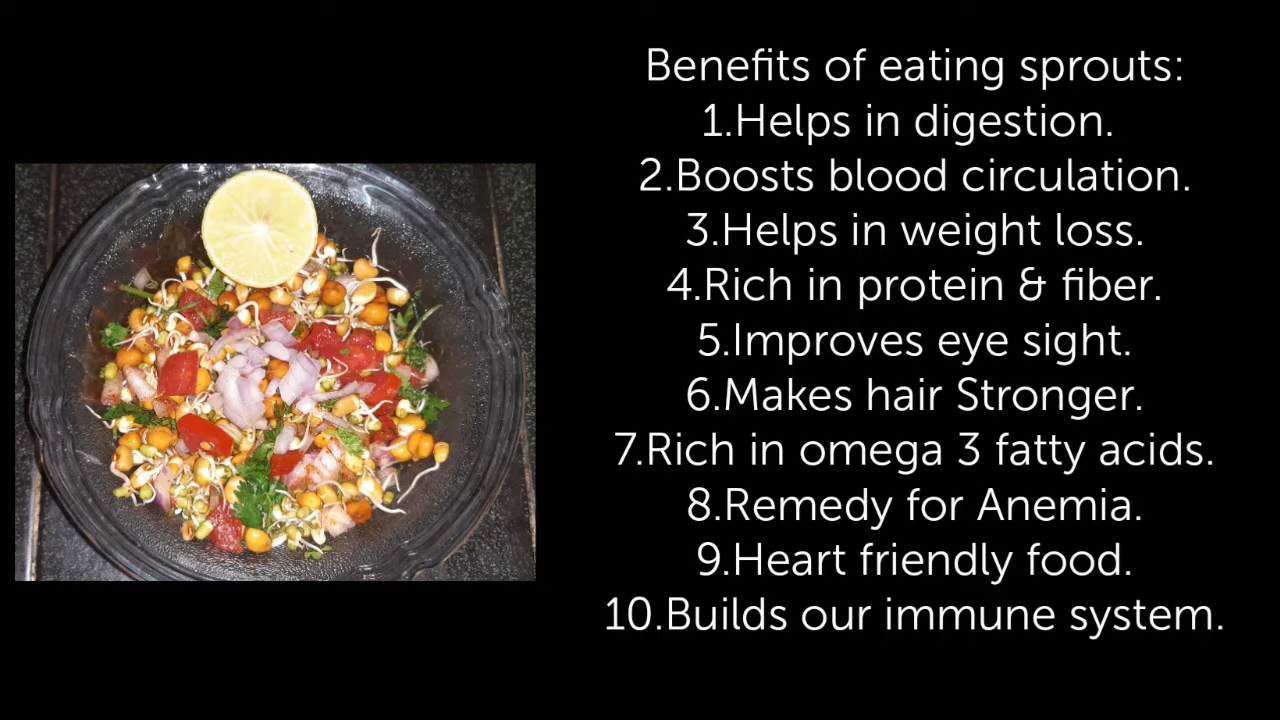 Benefits of eating sprouts:
1.Helps in digestion.
2.Boosts blood circulation.
3.Helps in weight loss.
4.Rich in protein & fiber.
5.Improves eye sight.
6.Makes hair Stronger.
7.Rich in omega 3 fatty acids.
8.Remedy for Anemia.
9.Heart friendly food.
10.Builds our immune system.